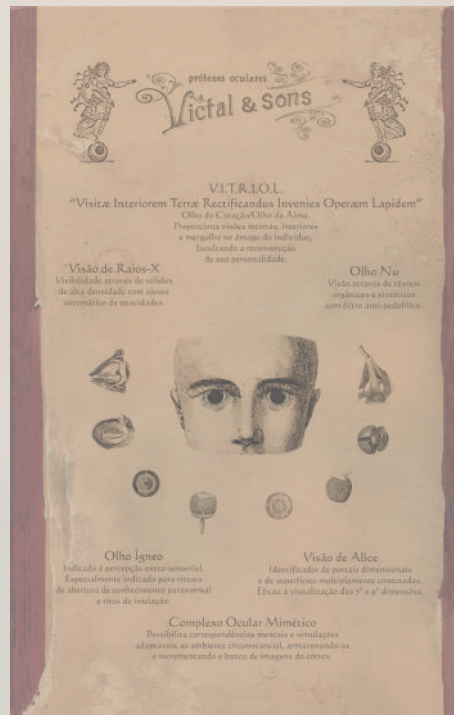 próteses oculares
Victal & sons
V.I.T.R.I.O.L.
"Visitæ Interiorem Terræ Rectificandus Invenies Operæm Lapidem"
Olho do Coração/Olho da Alma.
Proporciona visões íntimas, interiores
e mergulho no âmago do indivíduo,
facultando a reconstrução
de sua personalidade.
Visão de Raios-X
Visibilidade através de sólidos
de alta densidade com ajuste
automático de opacidades.
Olho Nu
Visão através de têxteis
orgânicos e sintéticos
com filtro anti-pedofílico.
Olho Ígneo
Indicado à percepção extra-sensorial.
Especialmente indicado para rituais
de abertura de conhecimento paranormal
e ritos de iniciação.
Visão de Alice
Identificador de portais dimensionais
e de superfícies multiplamente conectadas.
Eficaz à visualização das 7ª e 9ª dimensões.
Complexo Ocular Mimético
Possibilita correspondências mentais e simulações
adaptáveis ao ambiente circunstancial, armazenando-as
e incrementando o banco de imagens do córtex.